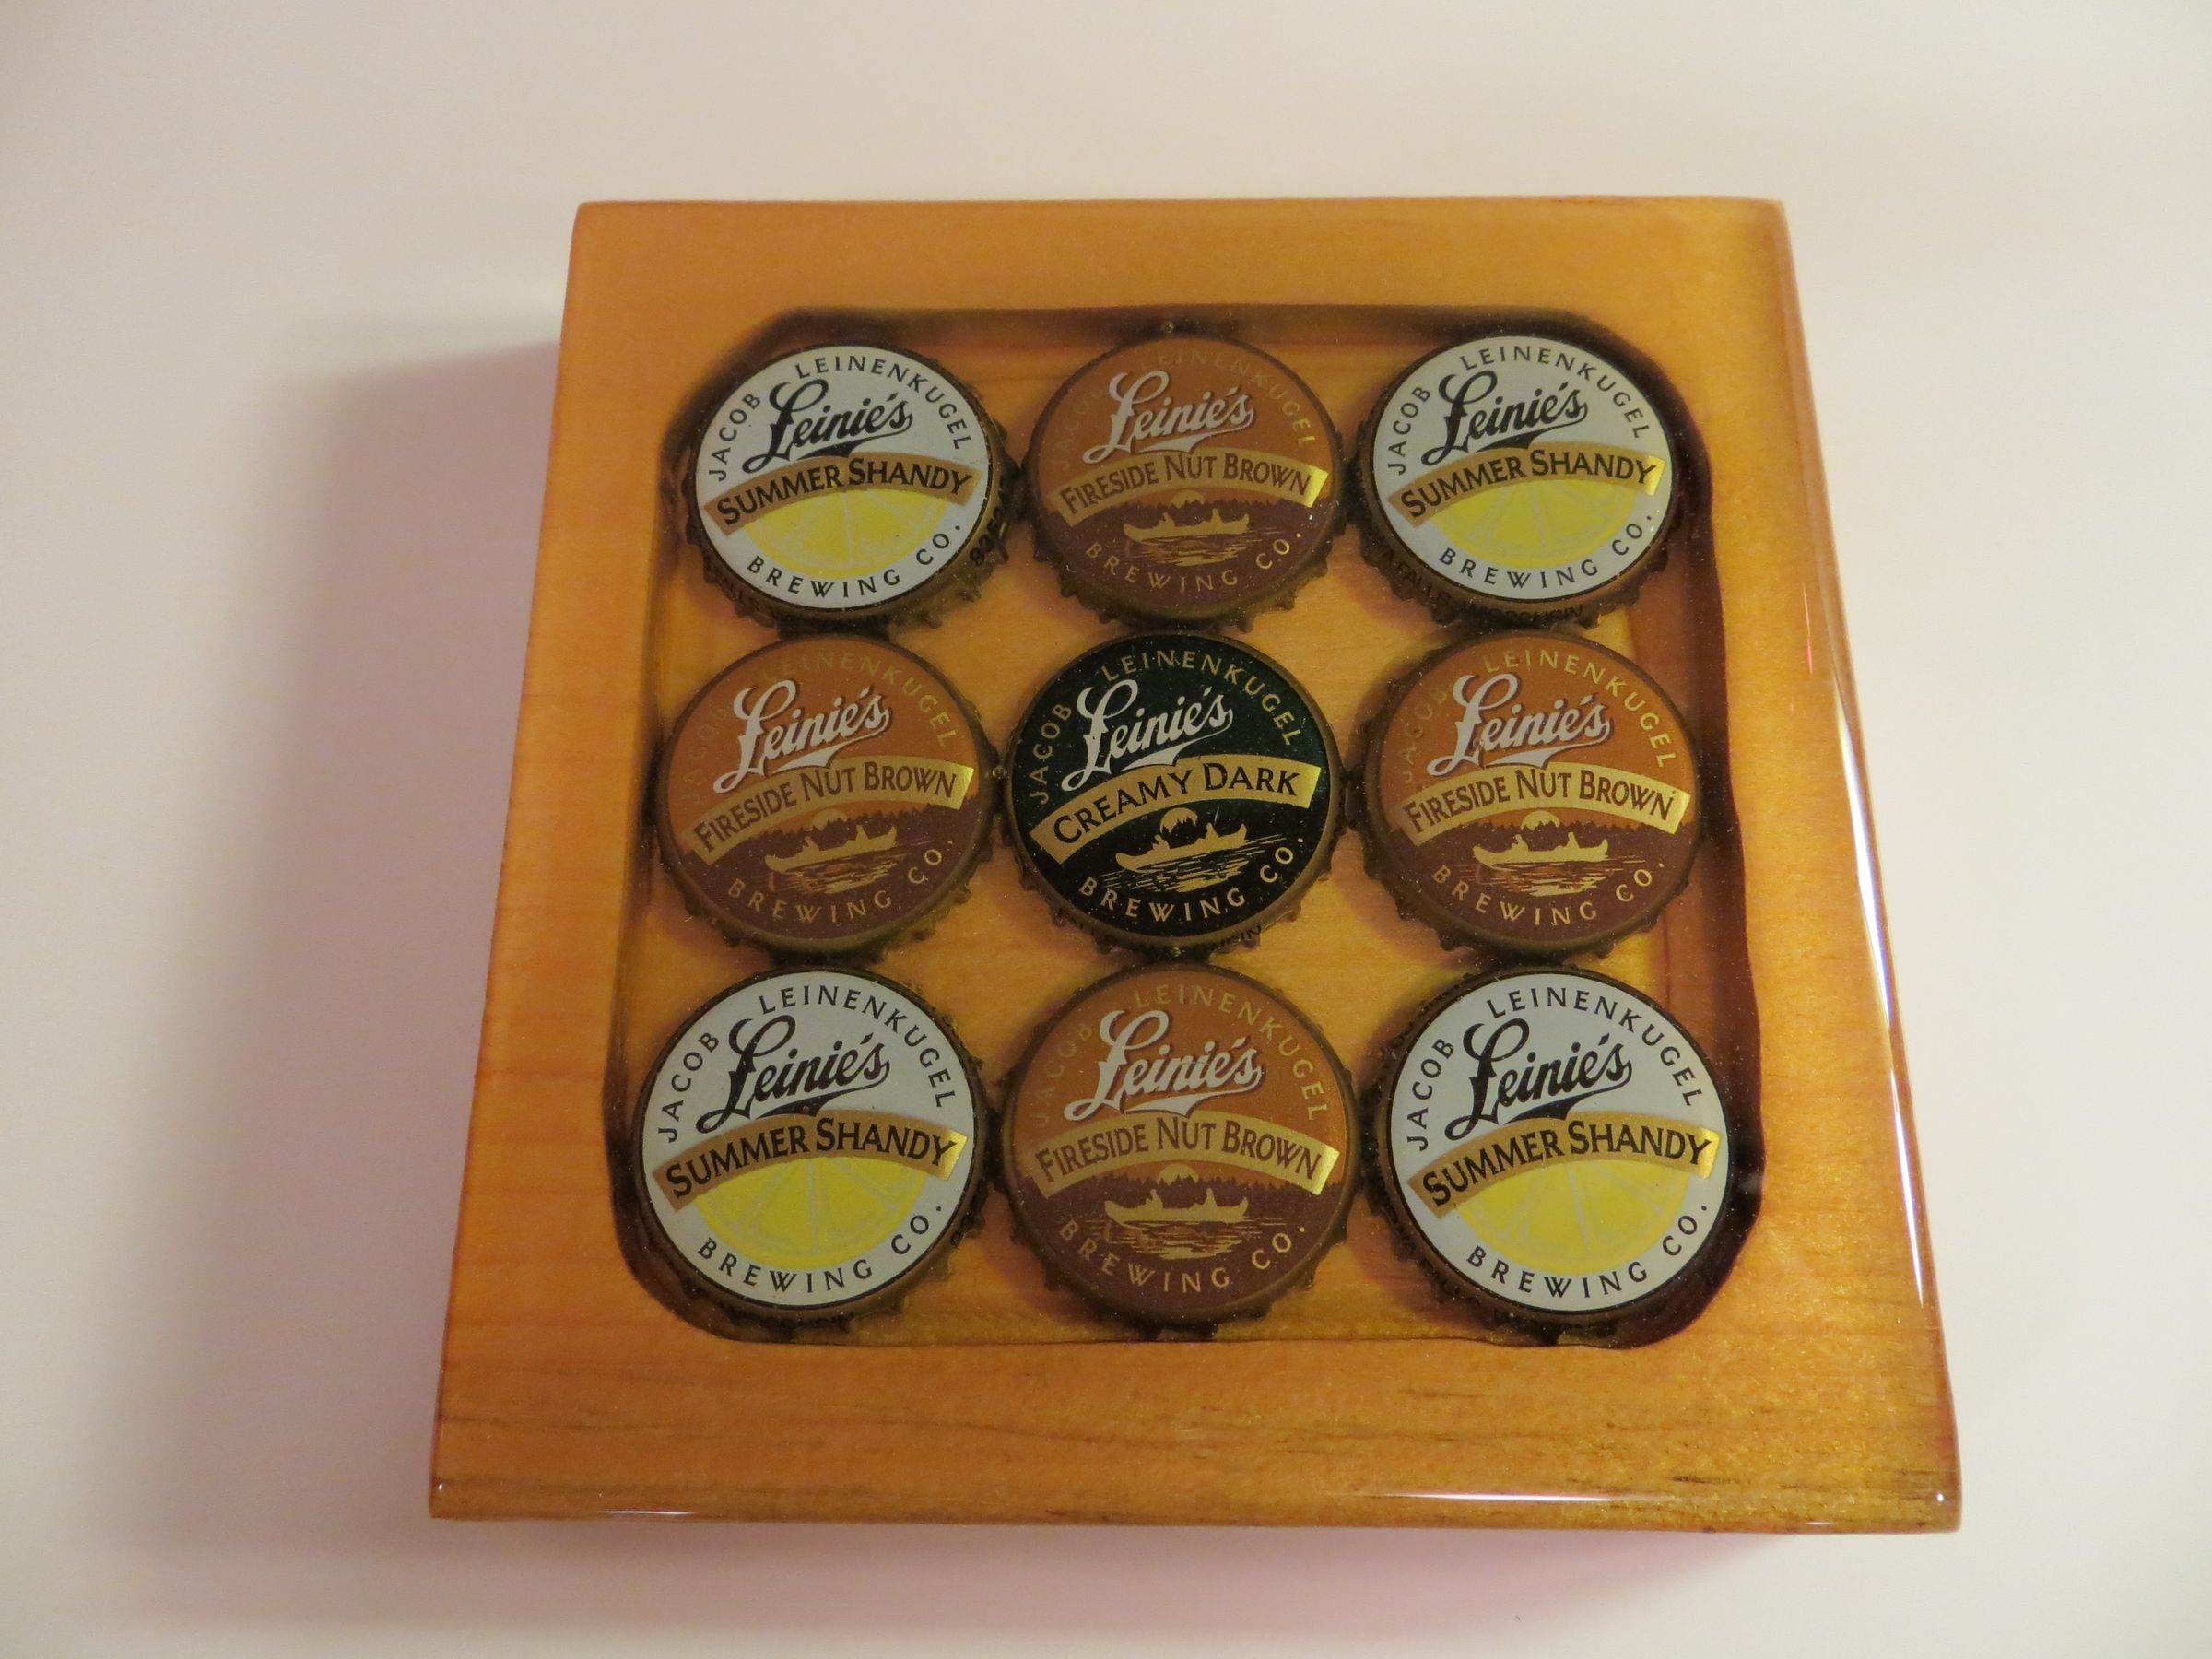 JACOB LEINENKUGEL
Leinie's
SUMMER SHANDY
BREWING CO.
JACOB LEINENKUGEL
Leinie's
FIRESIDE NUT BROWN
BREWING CO.
JACOB LEINENKUGEL
Leinie's
SUMMER SHANDY
BREWING CO.
JACOB LEINENKUGEL
Leinie's
FIRESIDE NUT BROWN
BREWING CO.
JACOB LEINENKUGEL
Leinie's
CREAMY DARK
BREWING CO.
JACOB LEINENKUGEL
Leinie's
FIRESIDE NUT BROWN
BREWING CO.
JACOB LEINENKUGEL
Leinie's
SUMMER SHANDY
BREWING CO.
JACOB LEINENKUGEL
Leinie's
FIRESIDE NUT BROWN
BREWING CO.
JACOB LEINENKUGEL
Leinie's
SUMMER SHANDY
BREWING CO.